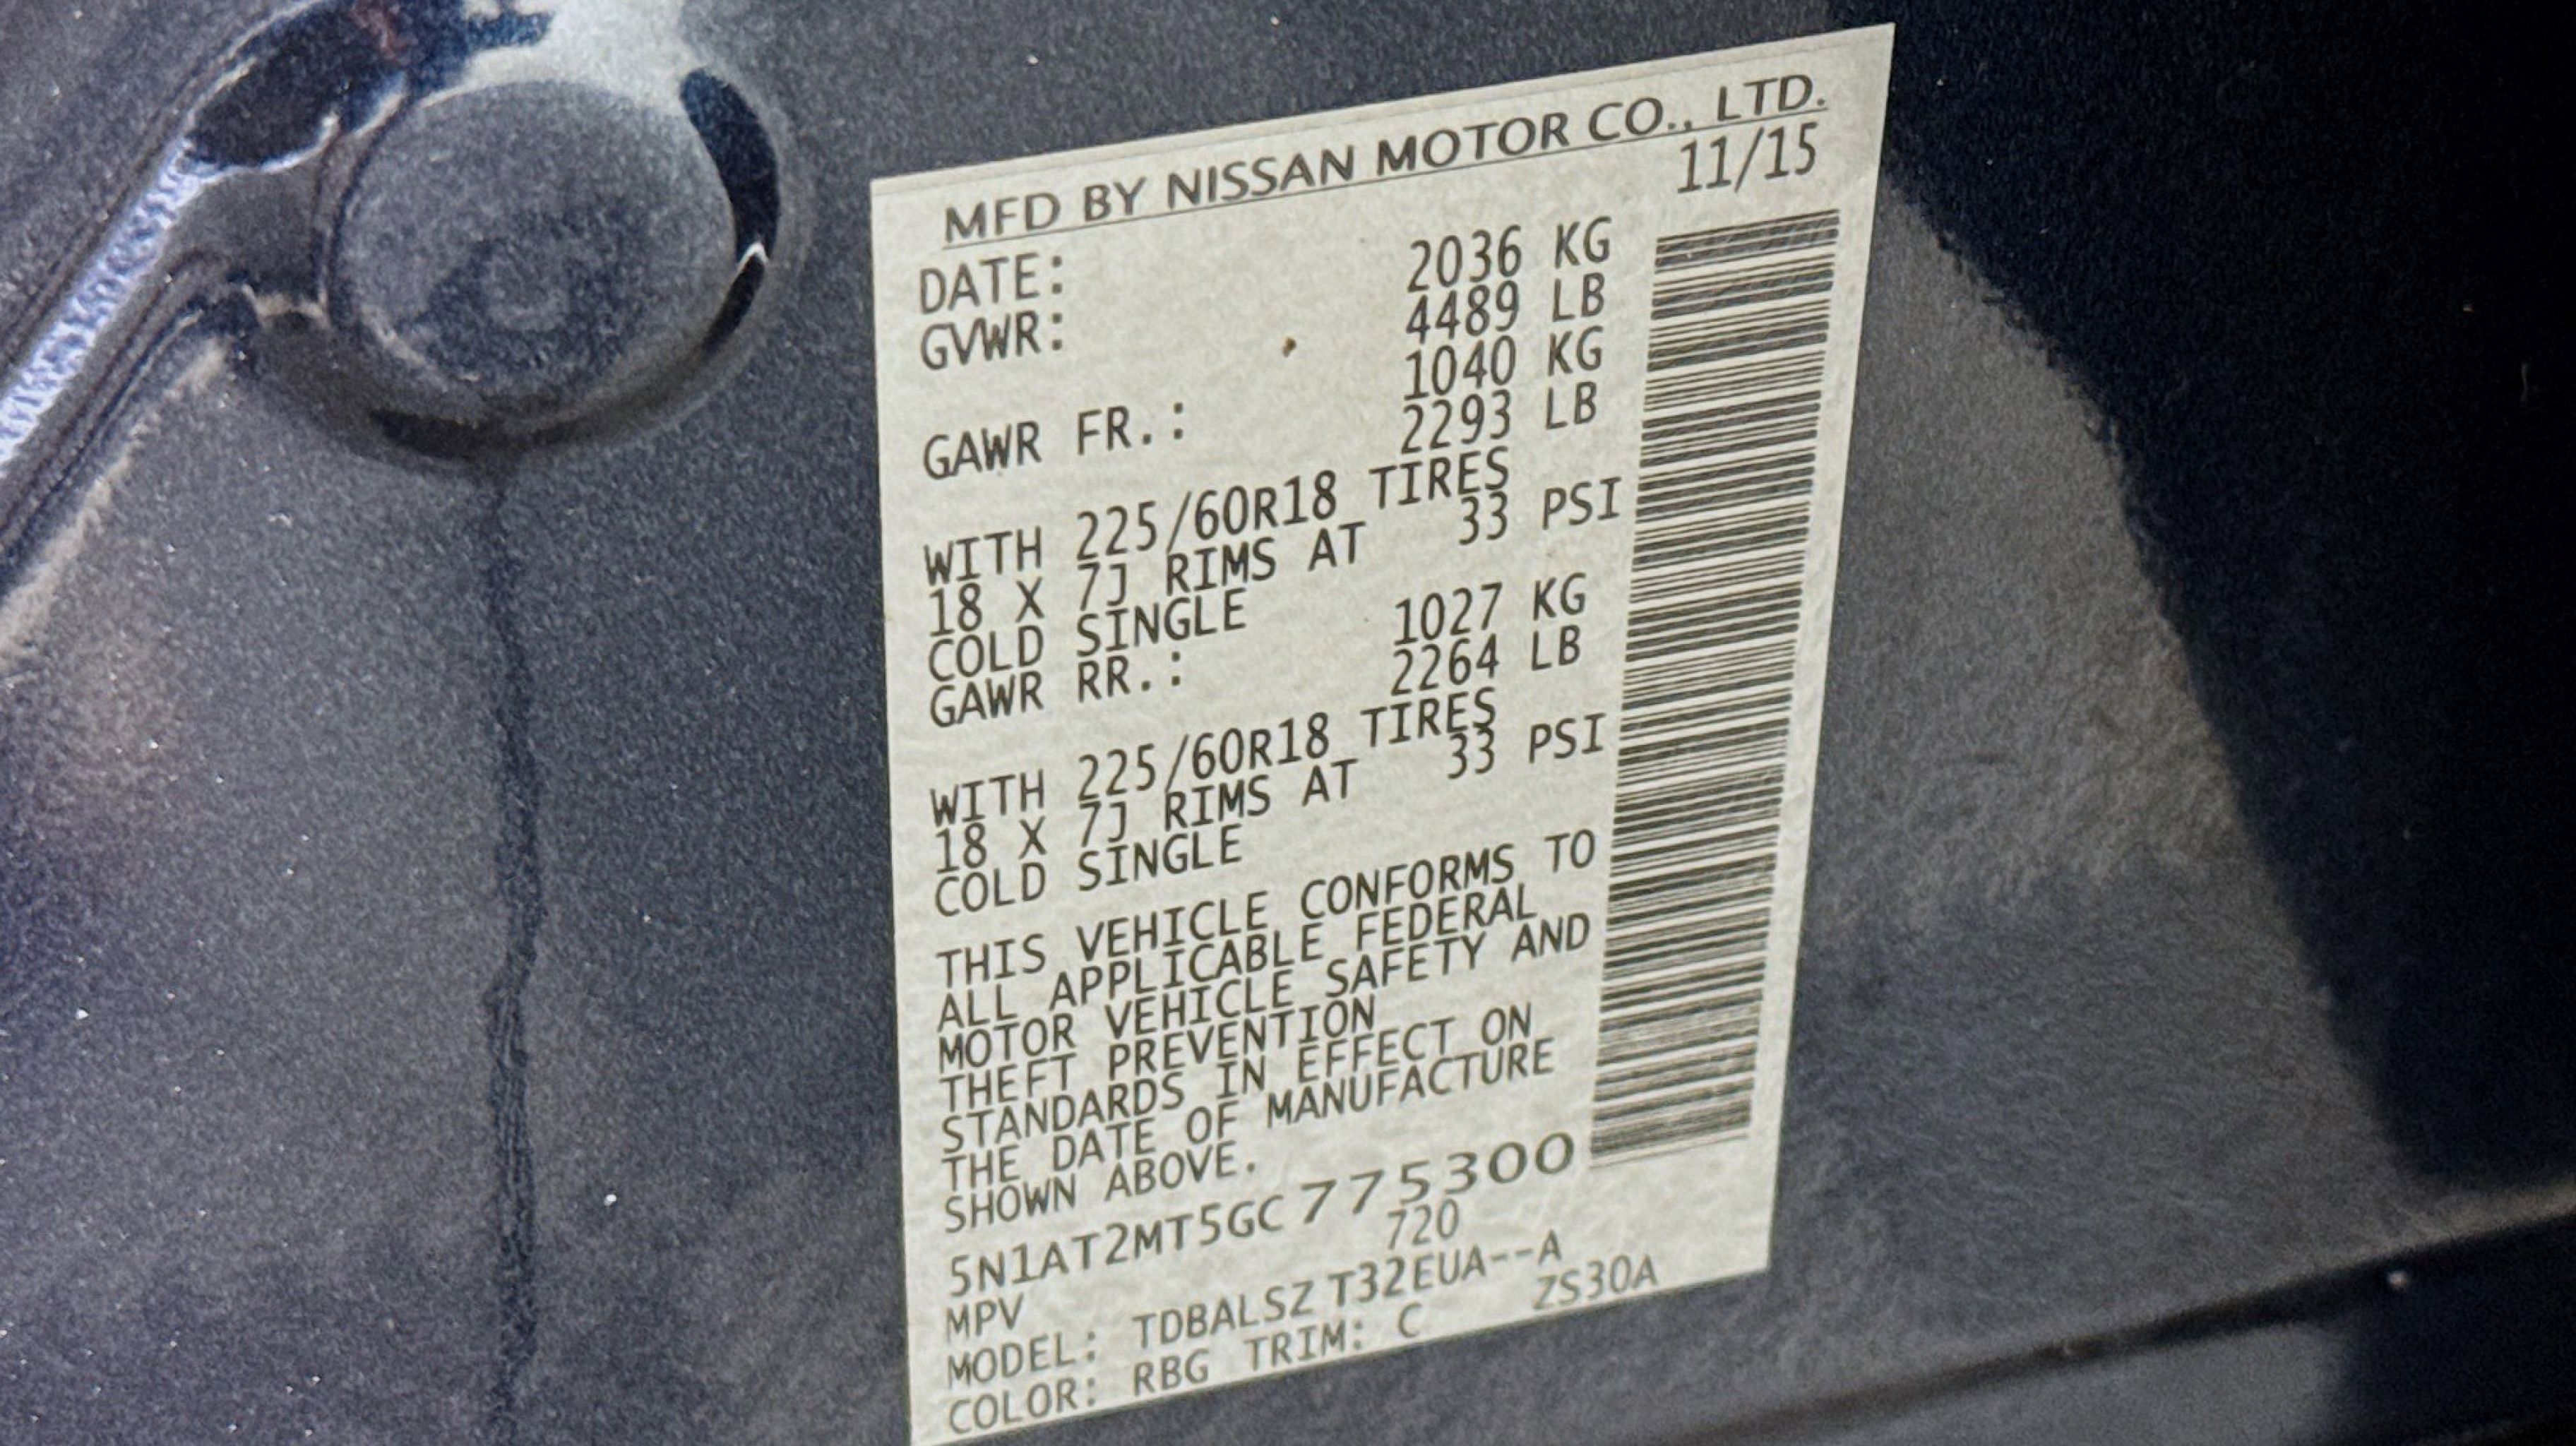 MFD BY NISSAN MOTOR CO., LTD.
DATE: 11/15
GVWR: 2036 KG
4489 LB
GAWR FR.: 1040 KG
2293 LB
WITH 225/60R18 TIRES
18 X 7J RIMS AT 33 PSI
COLD SINGLE
GAWR RR.: 1027 KG
2264 LB
WITH 225/60R18 TIRES
18 X 7J RIMS AT 33 PSI
COLD SINGLE
THIS VEHICLE CONFORMS TO
ALL APPLICABLE FEDERAL
MOTOR VEHICLE SAFETY AND
THEFT PREVENTION
STANDARDS IN EFFECT ON
THE DATE OF MANUFACTURE
SHOWN ABOVE.
5N1AT2MT5GC775300
MPV 720
MODEL: TDBALSZ T32EUA--A
COLOR: RBG TRIM: C ZS30A